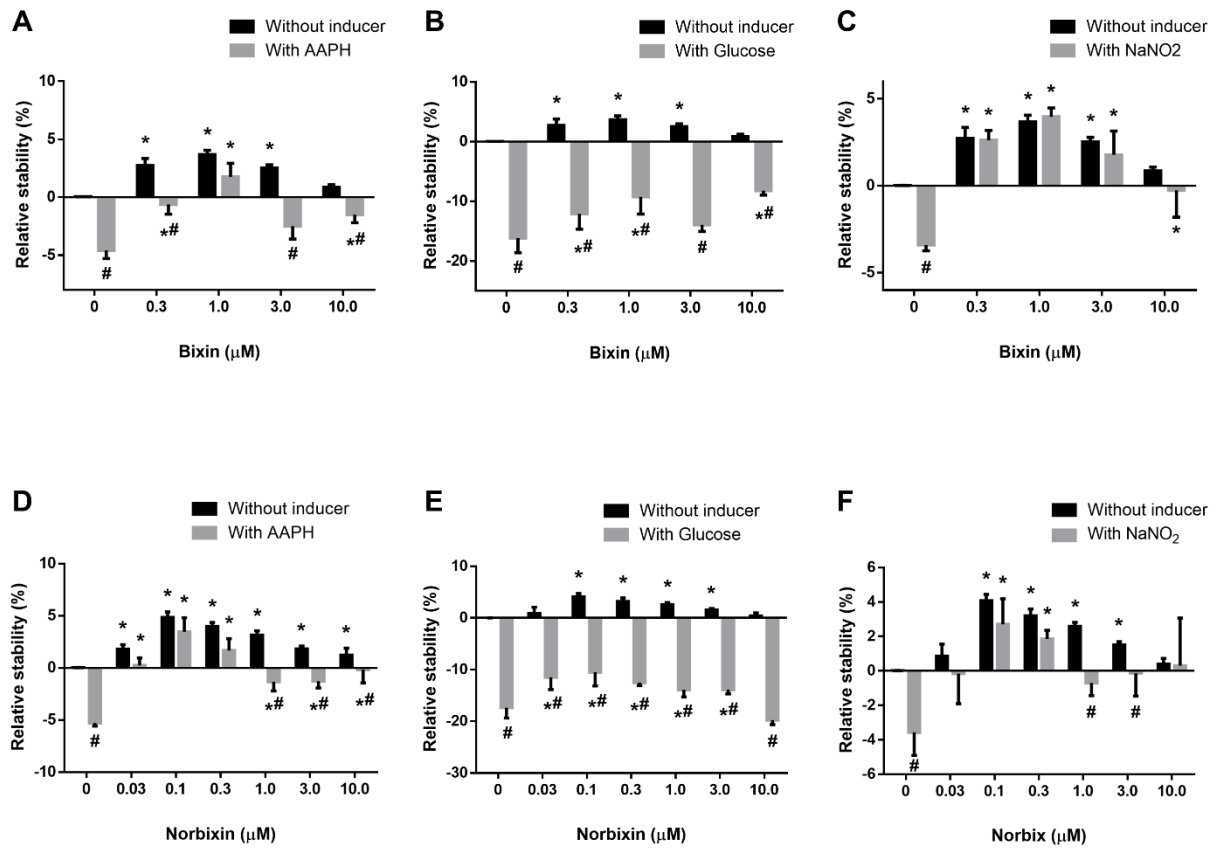 A
Without inducer
With AAPH
Relative stability (%)
10
5
0
-5
* * * * * # *# # *#
0 0.3 1.0 3.0 10.0
Bixin (µM)
B
Without inducer
With Glucose
Relative stability (%)
10
0
-10
-20
* * * # *# *# # *#
0 0.3 1.0 3.0 10.0
Bixin (µM)
C
Without inducer
With NaNO2
Relative stability (%)
5
0
-5
* * * * * * # *
0 0.3 1.0 3.0 10.0
Bixin (µM)
D
Without inducer
With AAPH
Relative stability (%)
10
5
0
-5
-10
* * * * * * * * * # *# *# *#
0 0.03 0.1 0.3 1.0 3.0 10.0
Norbixin (µM)
E
Without inducer
With Glucose
Relative stability (%)
10
0
-10
-20
-30
* * * * # *# *# *# *# *# #
0 0.03 0.1 0.3 1.0 3.0 10.0
Norbixin (µM)
F
Without inducer
With NaNO₂
Relative stability (%)
6
4
2
0
-2
-4
-6
* * * * * * # # #
0 0.03 0.1 0.3 1.0 3.0 10.0
Norbix (µM)